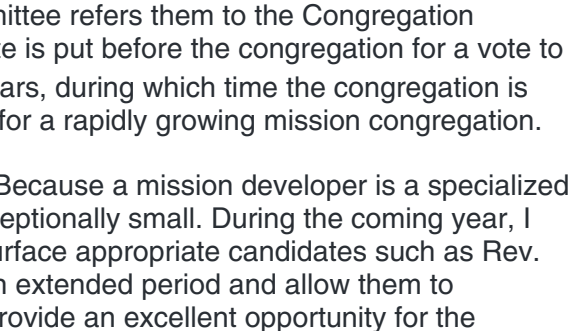 mittee refers them to the Congregation
te is put before the congregation for a vote to
ars, during which time the congregation is
for a rapidly growing mission congregation.
Because a mission developer is a specialized
eptionally small. During the coming year, I
urface appropriate candidates such as Rev.
n extended period and allow them to
rovide an excellent opportunity for the